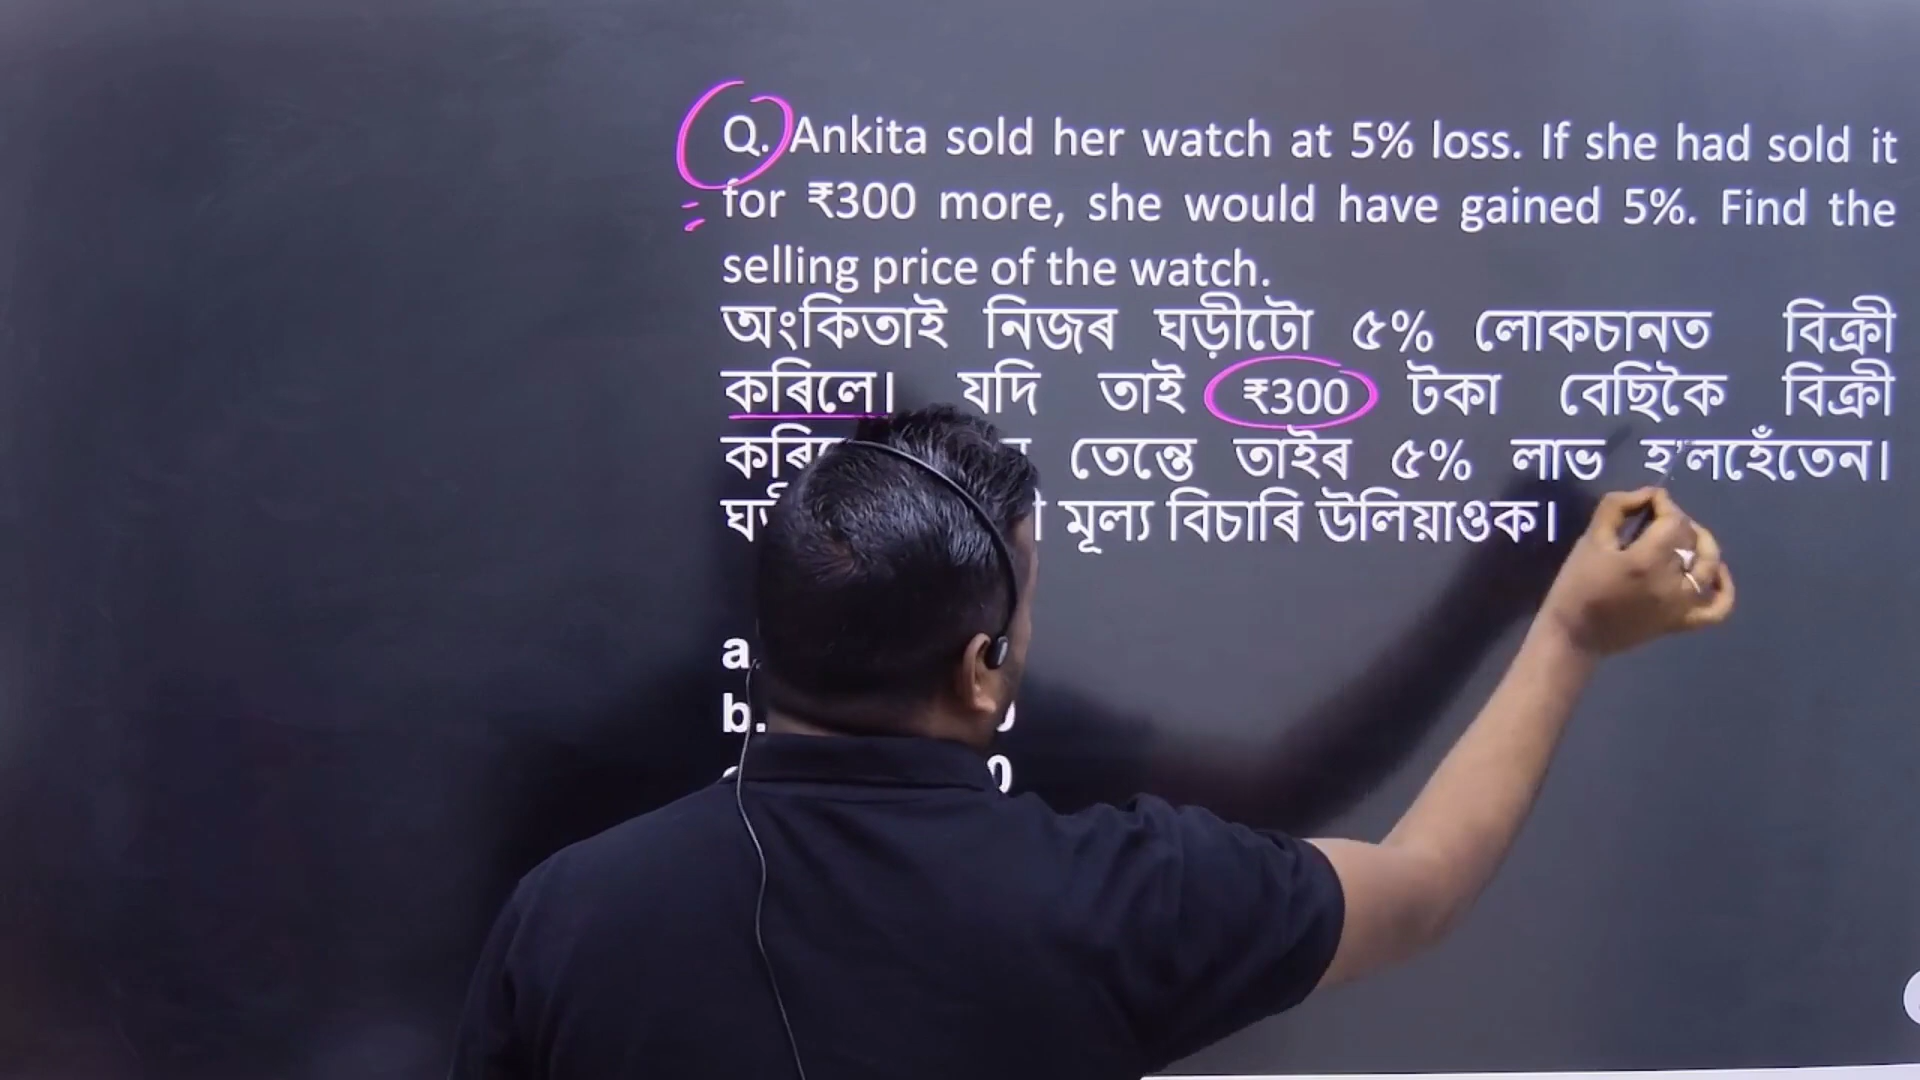 Q. Ankita sold her watch at 5% loss. If she had sold it
for ₹300 more, she would have gained 5%. Find the
selling price of the watch.
অংকিতাই নিজৰ ঘড়ীটো ৫% লোকচানত বিক্ৰী
কৰিলে। যদি তাই ₹300 টকা বেছিকৈ বিক্ৰী
তেন্তে তাইৰ ৫% লাভ হ'লহেঁতেন।
মূল্য বিচাৰি উলিয়াওক।
a.
b.